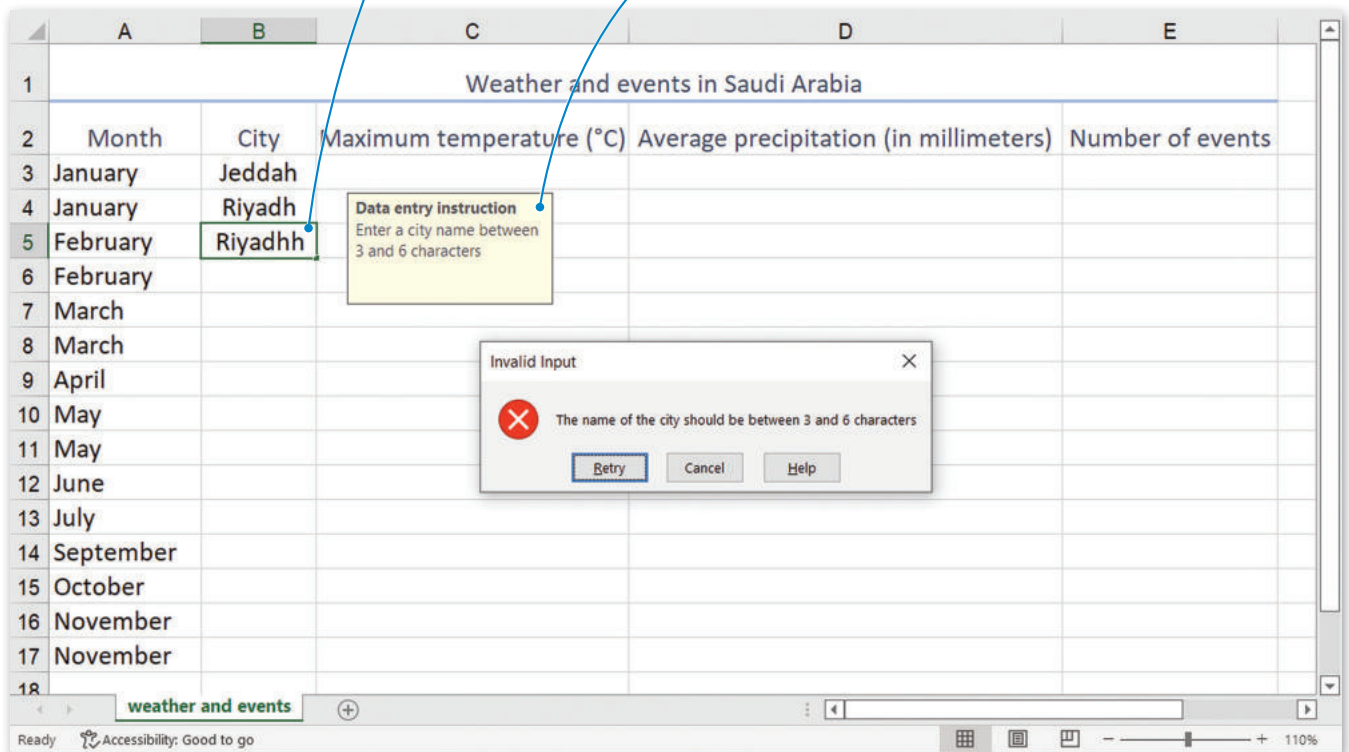 A B C D E
1 Weather and events in Saudi Arabia
2 Month City Maximum temperature (°C) Average precipitation (in millimeters) Number of events
3 January Jeddah
4 January Riyadh
5 February Riyadhh
Data entry instruction
Enter a city name between
3 and 6 characters
6 February
7 March
8 March
9 April
10 May
11 May
12 June
13 July
14 September
15 October
16 November
17 November
18
Invalid Input
The name of the city should be between 3 and 6 characters
Retry Cancel Help
weather and events
Ready Accessibility: Good to go 110%